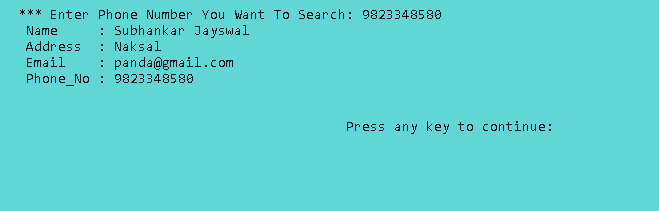 *** Enter Phone Number You Want To Search: 9823348580
Name     : Subhankar Jayswal
Address  : Naksal
Email    : panda@gmail.com
Phone_No : 9823348580
Press any key to continue: